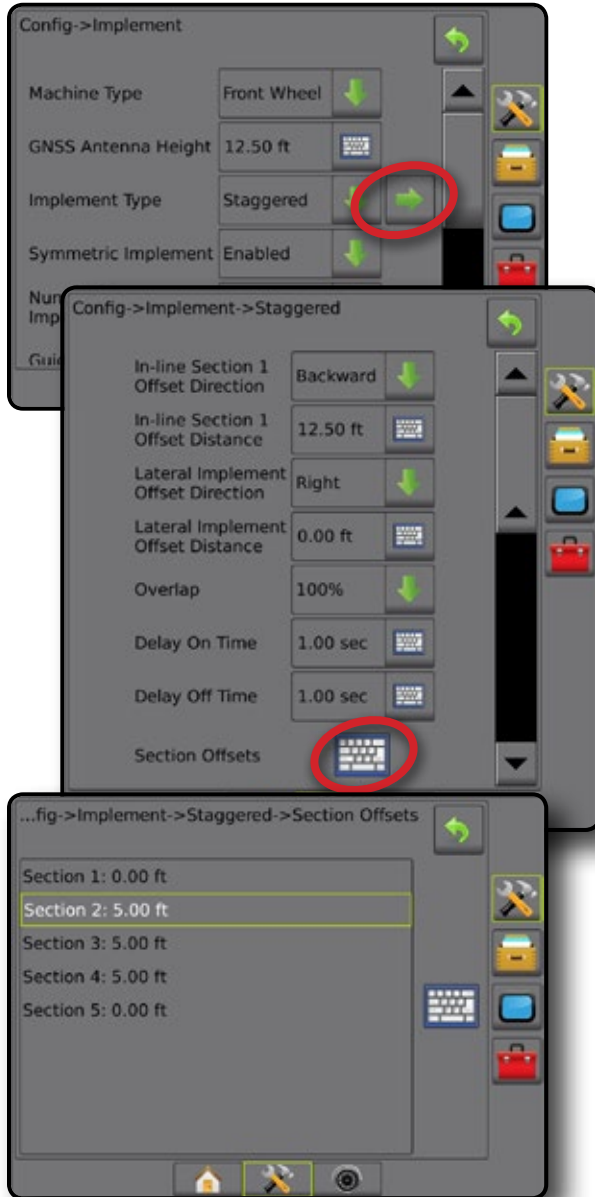 Config->Implement
Machine Type Front Wheel
GNSS Antenna Height 12.50 ft
Implement Type Staggered
Symmetric Implement Enabled
Config->Implement->Staggered
In-line Section 1
Offset Direction Backward
In-line Section 1
Offset Distance 12.50 ft
Lateral Implement
Offset Direction Right
Lateral Implement
Offset Distance 0.00 ft
Overlap 100%
Delay On Time 1.00 sec
Delay Off Time 1.00 sec
Section Offsets
...fig->Implement->Staggered->Section Offsets
Section 1: 0.00 ft
Section 2: 5.00 ft
Section 3: 5.00 ft
Section 4: 5.00 ft
Section 5: 0.00 ft